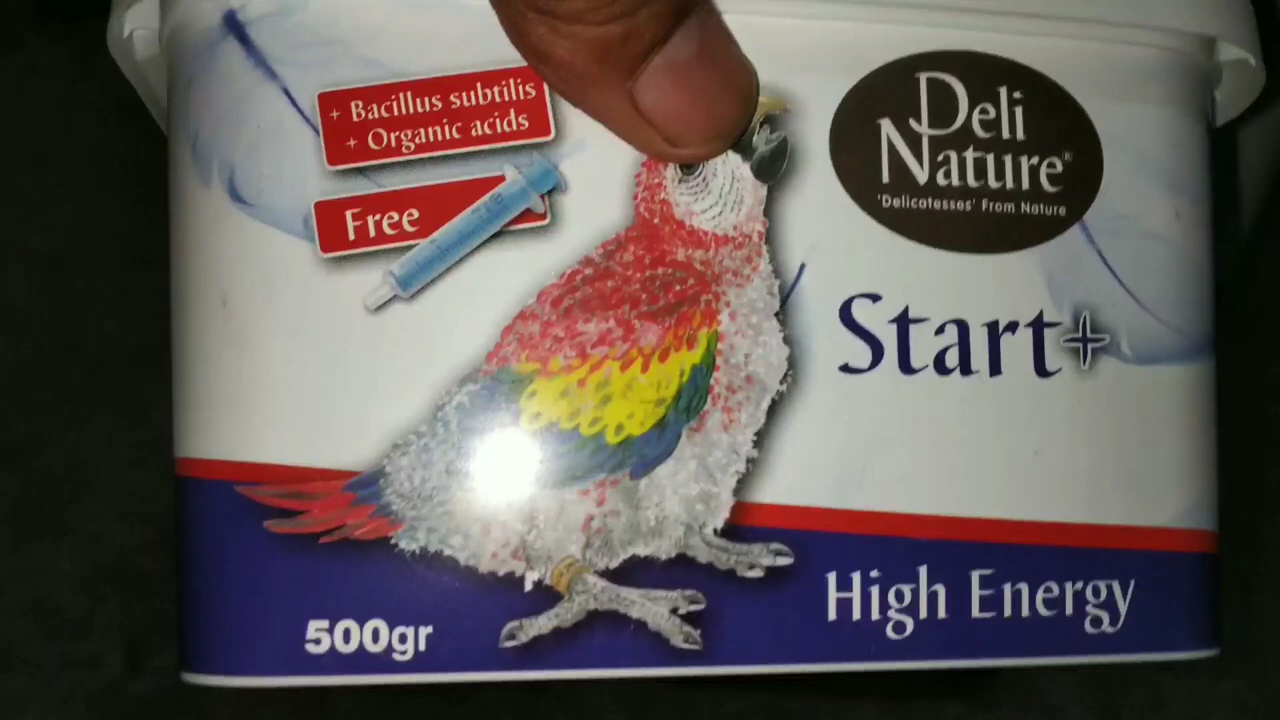 + Bacillus subtilis
+ Organic acids
Free
Deli
Nature®
'Delicatesses' From Nature
Start+
High Energy
500gr